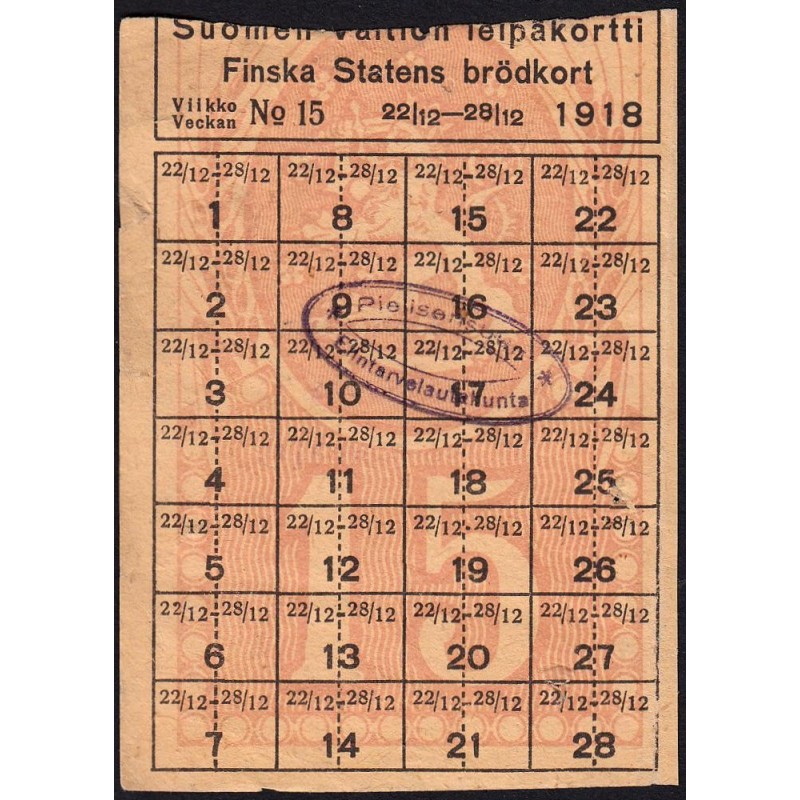 Suomen Valtion leipäkortti
Finska Statens brödkort
Viikko
Veckan No 15 22/12—28/12 1918
22/12-28/12 22/12-28/12 22/12-28/12 22/12-28/12
1 8 15 22
22/12-28/12 22/12-28/12 22/12-28/12 22/12-28/12
2 9 16 23
22/12-28/12 22/12-28/12 22/12-28/12 22/12-28/12
3 10 17 24
22/12-28/12 22/12-28/12 22/12-28/12 22/12-28/12
4 11 18 25
22/12-28/12 22/12-28/12 22/12-28/12 22/12-28/12
5 12 19 26
22/12-28/12 22/12-28/12 22/12-28/12 22/12-28/12
6 13 20 27
22/12-28/12 22/12-28/12 22/12-28/12 22/12-28/12
7 14 21 28
15
* *
Elintarvelautakunta